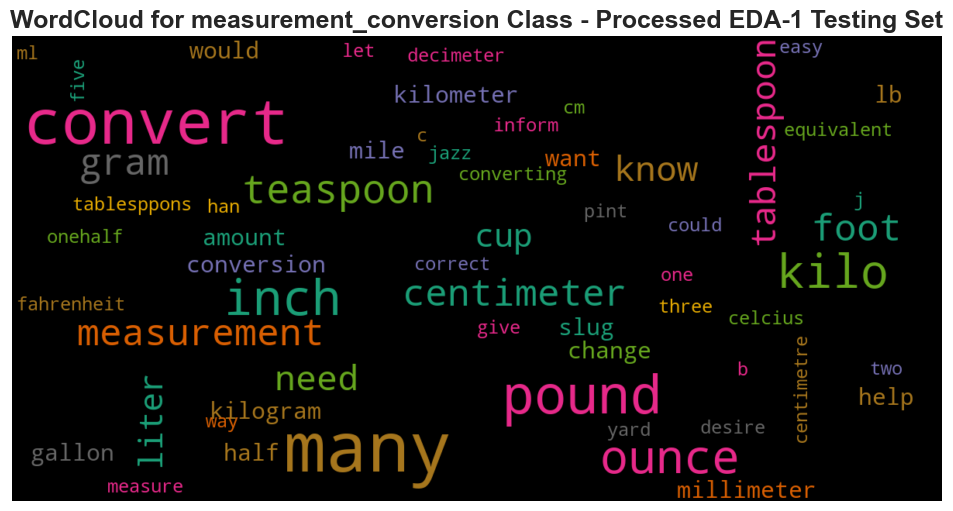 WordCloud for measurement_conversion Class - Processed EDA-1 Testing Set
ml
would
let
decimeter
easy
five
kilometer
cm
lb
convert
c
inform
tablespoon
equivalent
gram
mile
jazz
want
know
teaspoon
converting
tablesppons
han
pint
j
onehalf
amount
cup
could
foot
conversion
correct
one
kilo
fahrenheit
inch
centimeter
three
celcius
measurement
give
slug
change
centimetre
need
b
two
liter
kilogram
way
pound
help
gallon
half
many
yard
desire
ounce
measure
millimeter